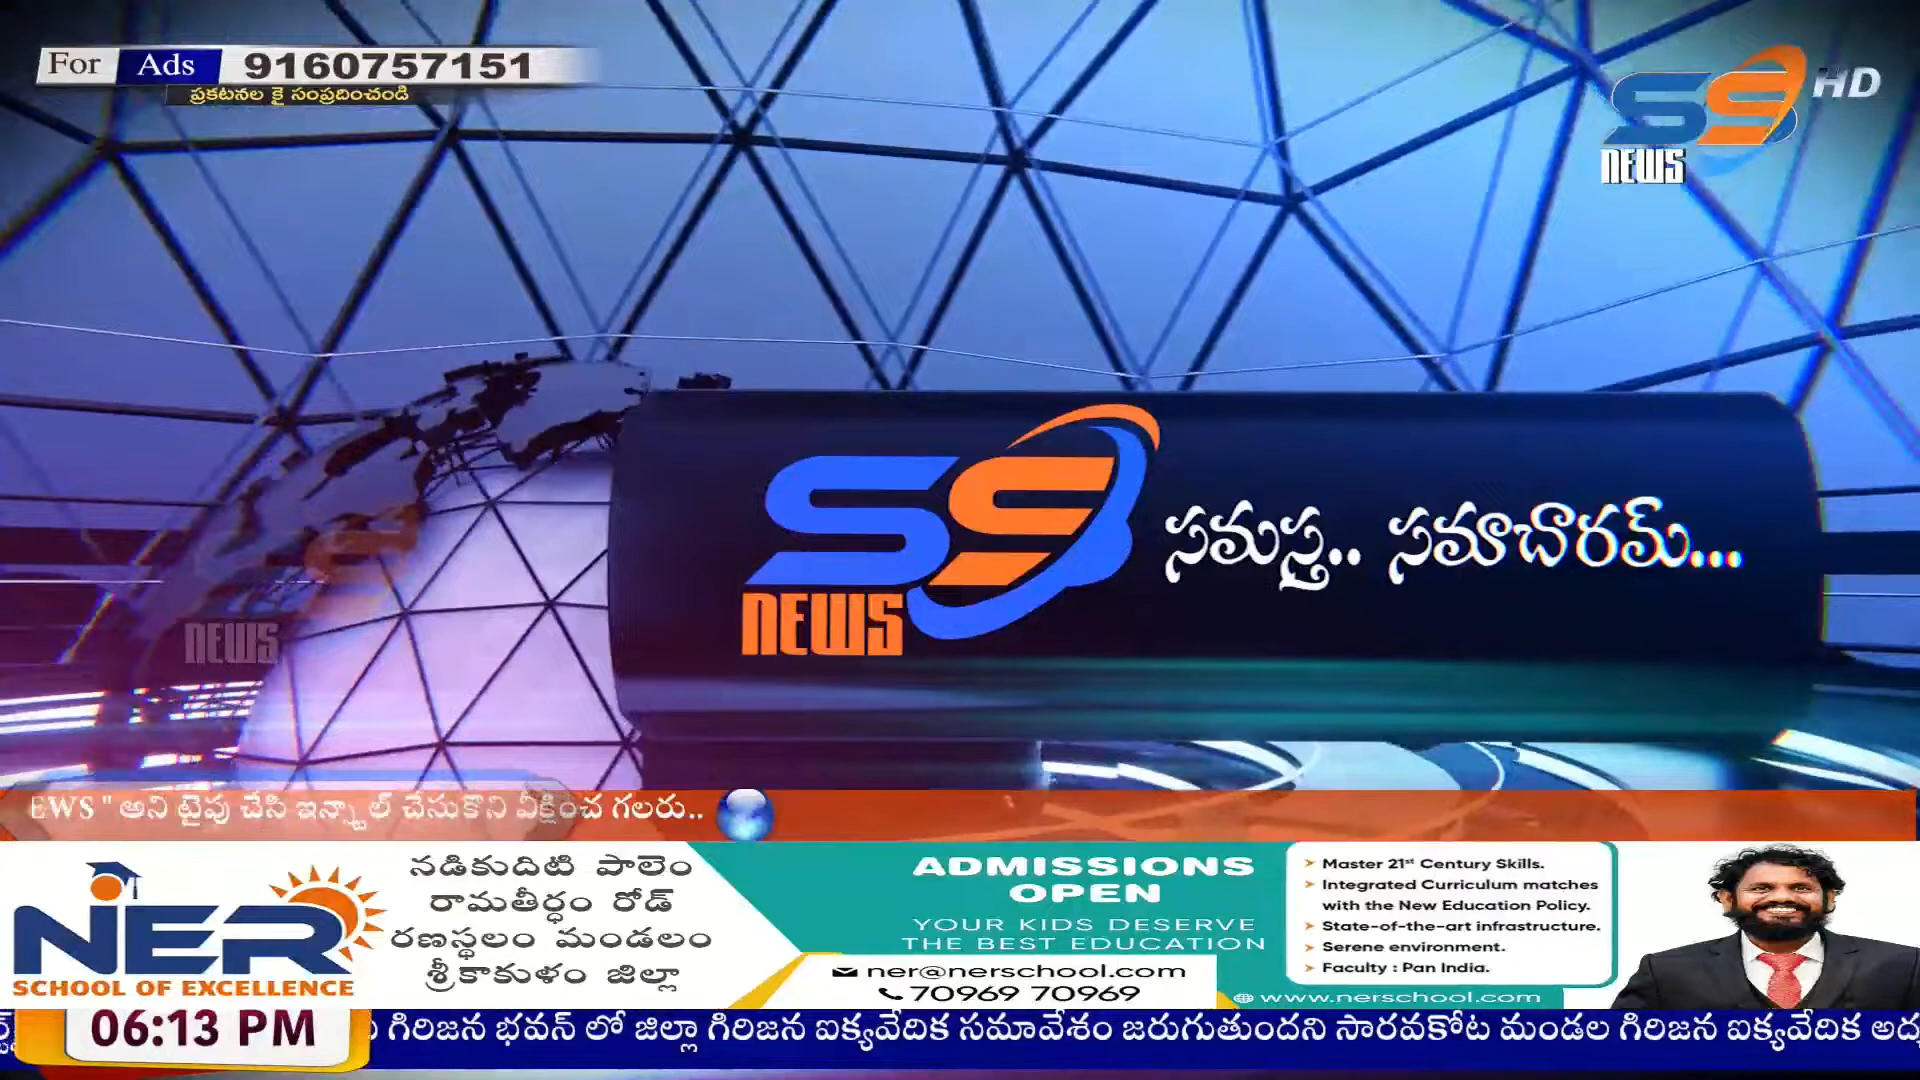 For Ads 9160757151
ప్రకటనల కై సంప్రదించండి
S9 HD
NEWS
S9
NEWS
సమస్త.. సమాచారమ్...
NEWS
EWS " అని టైపు చేసి ఇన్స్టాల్ చేసుకొని వీక్షించ గలరు..
NER
SCHOOL OF EXCELLENCE
నడికుదిటి పాలెం
రామతీర్థం రోడ్
రణస్థలం మండలం
శ్రీకాకుళం జిల్లా
ADMISSIONS
OPEN
YOUR KIDS DESERVE
THE BEST EDUCATION
ner@nerschool.com
70969 70969
Master 21st Century Skills.
Integrated Curriculum matches
with the New Education Policy.
State-of-the-art infrastructure.
Serene environment.
Faculty : Pan India.
www.nerschool.com
06:13 PM
గిరిజన భవన్ లో జిల్లా గిరిజన ఐక్యవేదిక సమావేశం జరుగుతుందని సారవకోట మండల గిరిజన ఐక్యవేదిక